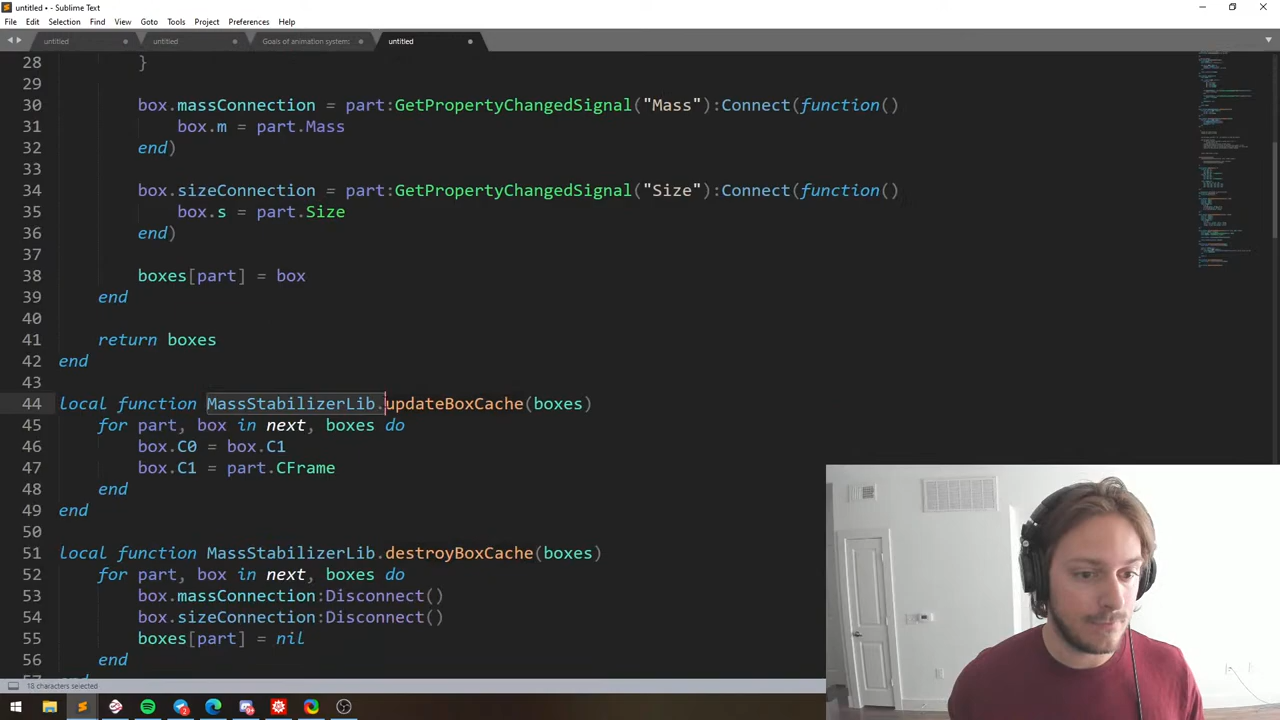 untitled • - Sublime Text
File Edit Selection Find View Goto Tools Project Preferences Help
untitled untitled Goals of animation system: untitled
28 }
29
30 box.massConnection = part:GetPropertyChangedSignal("Mass"):Connect(function()
31 box.m = part.Mass
32 end)
33
34 box.sizeConnection = part:GetPropertyChangedSignal("Size"):Connect(function()
35 box.s = part.Size
36 end)
37
38 boxes[part] = box
39 end
40
41 return boxes
42 end
43
44 local function MassStabilizerLib.updateBoxCache(boxes)
45 for part, box in next, boxes do
46 box.C0 = box.C1
47 box.C1 = part.CFrame
48 end
49 end
50
51 local function MassStabilizerLib.destroyBoxCache(boxes)
52 for part, box in next, boxes do
53 box.massConnection:Disconnect()
54 box.sizeConnection:Disconnect()
55 boxes[part] = nil
56 end
18 characters selected